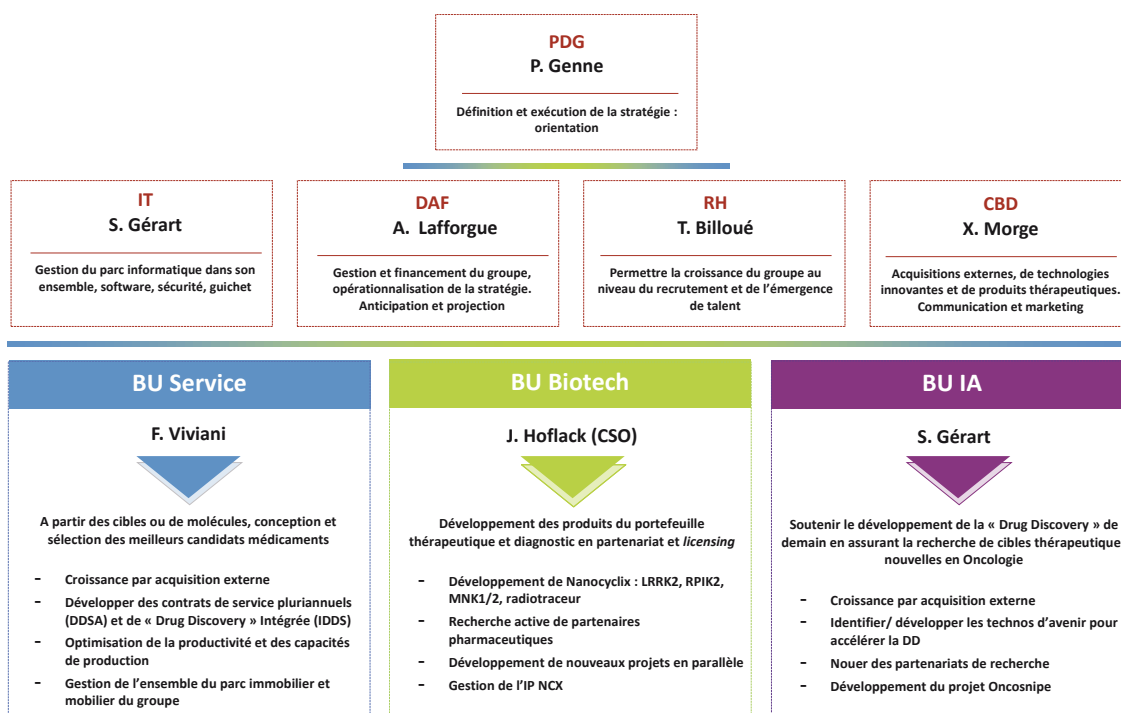 PDG
P. Genne
Définition et exécution de la stratégie :
orientation
IT
S. Gérart
Gestion du parc informatique dans son
ensemble, software, sécurité, guichet
DAF
A. Lafforgue
Gestion et financement du groupe,
opérationnalisation de la stratégie.
Anticipation et projection
RH
T. Billoué
Permettre la croissance du groupe au
niveau du recrutement et de l'émergence
de talent
CBD
X. Morge
Acquisitions externes, de technologies
innovantes et de produits thérapeutiques.
Communication et marketing
BU Service
F. Viviani
A partir des cibles ou de molécules, conception et
sélection des meilleurs candidats médicaments
- Croissance par acquisition externe
- Développer des contrats de service pluriannuels
(DDSA) et de « Drug Discovery » Intégrée (IDDS)
- Optimisation de la productivité et des capacités
de production
- Gestion de l'ensemble du parc immobilier et
mobilier du groupe
BU Biotech
J. Hoflack (CSO)
Développement des produits du portefeuille
thérapeutique et diagnostic en partenariat et licensing
- Développement de Nanocyclix : LRRK2, RPIK2,
MNK1/2, radiotraceur
- Recherche active de partenaires
pharmaceutiques
- Développement de nouveaux projets en parallèle
- Gestion de l'IP NCX
BU IA
S. Gérart
Soutenir le développement de la « Drug Discovery » de
demain en assurant la recherche de cibles thérapeutique
nouvelles en Oncologie
- Croissance par acquisition externe
- Identifier/ développer les technos d'avenir pour
accélérer la DD
- Nouer des partenariats de recherche
- Développement du projet Oncosnipe